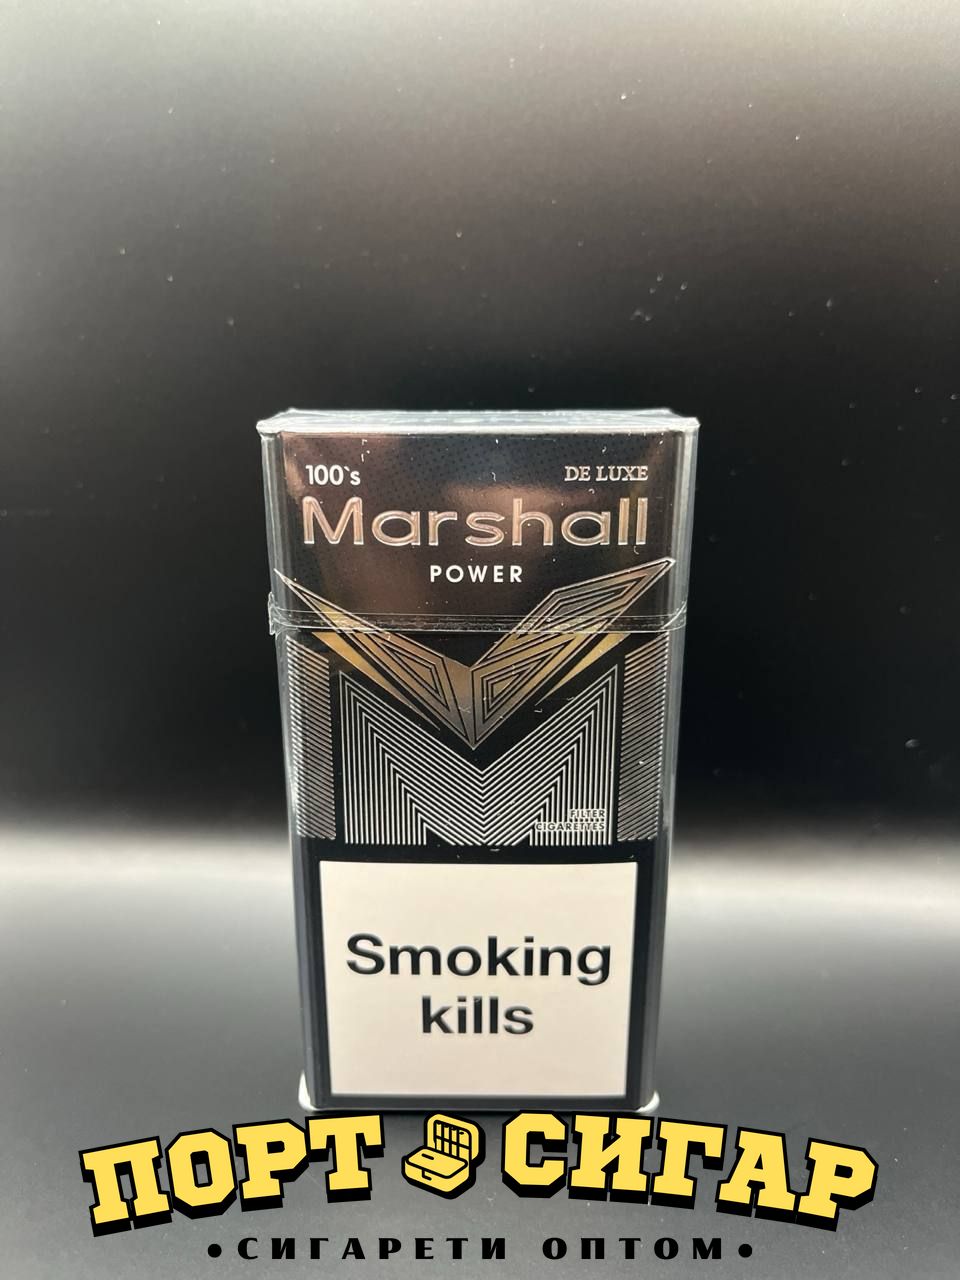 100`s DE LUXE
Marshall
POWER
FILTER
CIGARETTES
Smoking
kills
ПОРТ СИГАР
•СИГАРЕТИ ОПТОМ•